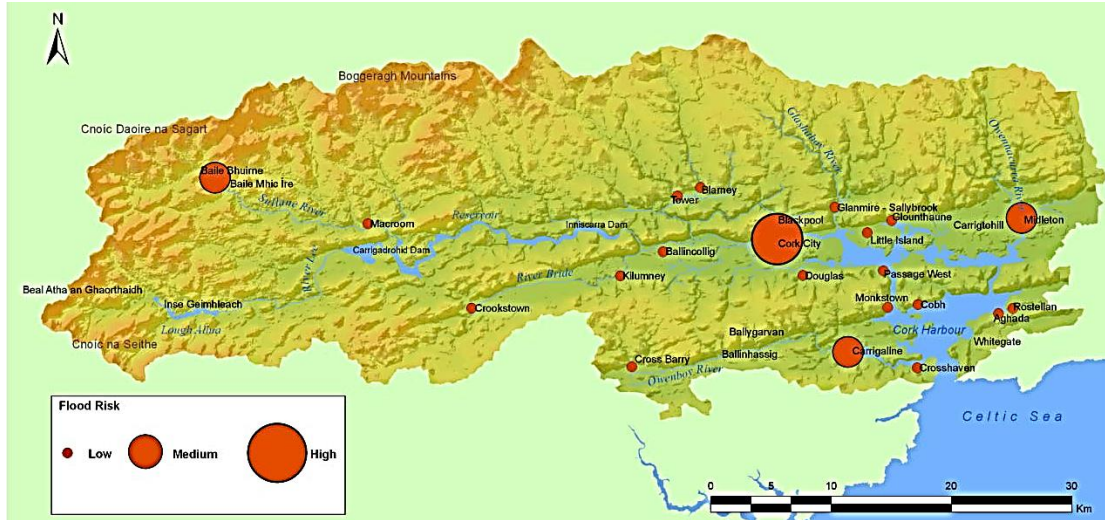 N
Boggeragh Mountains
Cnoic Daoire na Sagart
Baile Bhuirne
Baile Mhic Íre
Sullane River
Macroom
Reservoir
Carrigadrohid Dam
Inniscarra Dam
River Lee
Beal Atha an Ghaorthaidh
Inse Geimhleach
Lough Allua
Cnoic na Seithe
Crookstown
River Bride
Kilumney
Ballincollig
Tower
Blarney
Blackpool
Cork City
Glashaboy River
Glanmire - Sallybrook
Glounthaune
Little Island
Carrigtohill
Owennacurra River
Midleton
Douglas
Passage West
Monkstown
Cobh
Rostellan
Aghada
Cork Harbour
Whitegate
Ballygarvan
Ballinhassig
Carrigaline
Cross Barry
Owenboy River
Crosshaven
Celtic Sea
Flood Risk
Low
Medium
High
0 5 10 20 30
Km